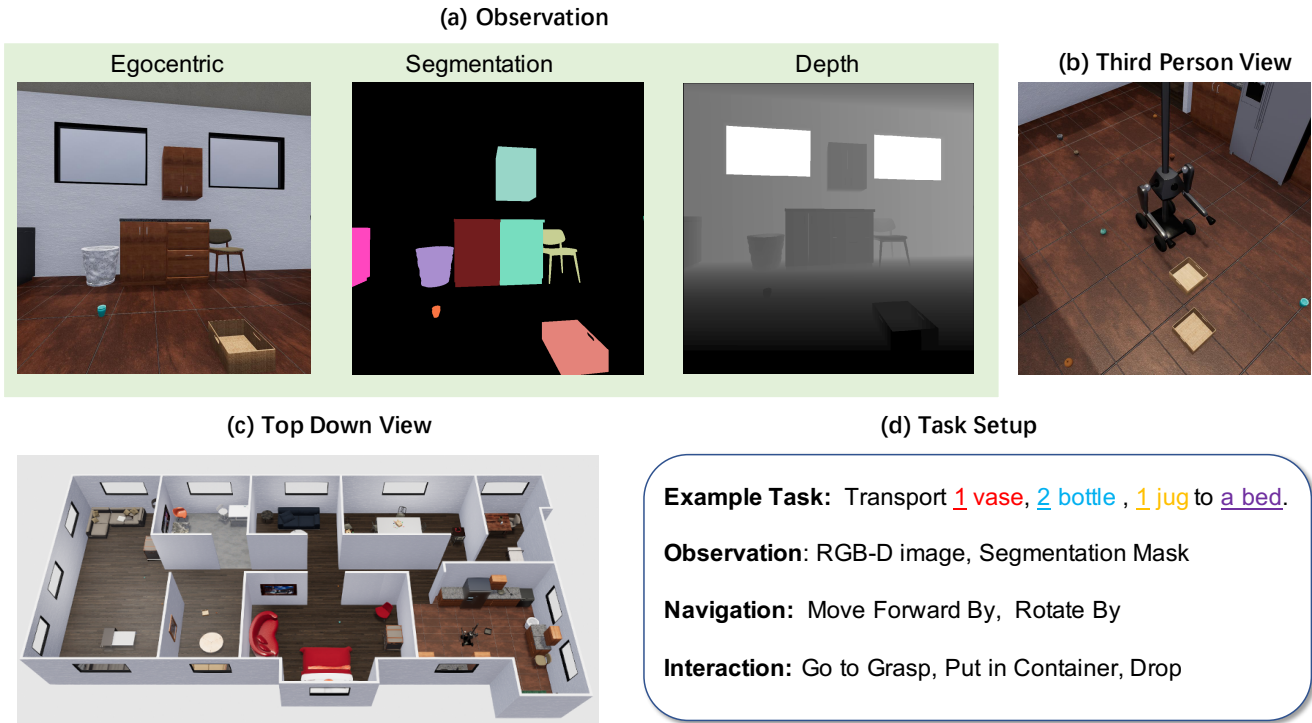 (a) Observation
Egocentric
Segmentation
Depth
(b) Third Person View
(c) Top Down View
(d) Task Setup
Example Task: Transport 1 vase, 2 bottle , 1 jug to a bed.
Observation: RGB-D image, Segmentation Mask
Navigation: Move Forward By, Rotate By
Interaction: Go to Grasp, Put in Container, Drop